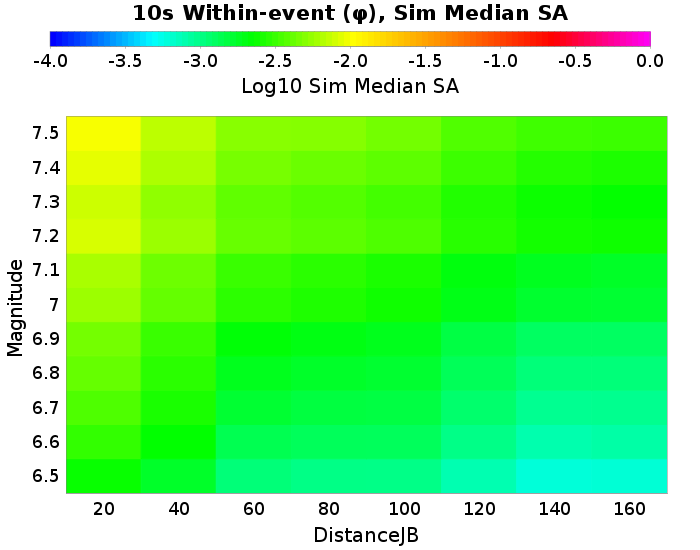 10s Within-event (φ), Sim Median SA
-4.0 -3.5 -3.0 -2.5 -2.0 -1.5 -1.0 -0.5 0.0
Log10 Sim Median SA
7.5
7.4
7.3
7.2
7.1
7
6.9
6.8
6.7
6.6
6.5
Magnitude
20 40 60 80 100 120 140 160
DistanceJB